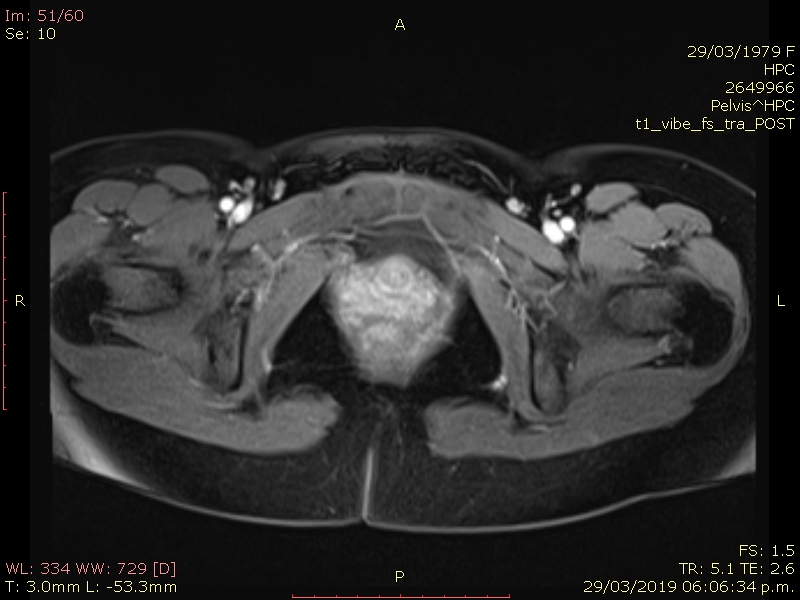 Im: 51/60
Se: 10
A
29/03/1979 F
HPC
2649966
Pelvis^HPC
t1_vibe_fs_tra_POST
R
L
WL: 334 WW: 729 [D]
T: 3.0mm L: -53.3mm
P
FS: 1.5
TR: 5.1 TE: 2.6
29/03/2019 06:06:34 p.m.